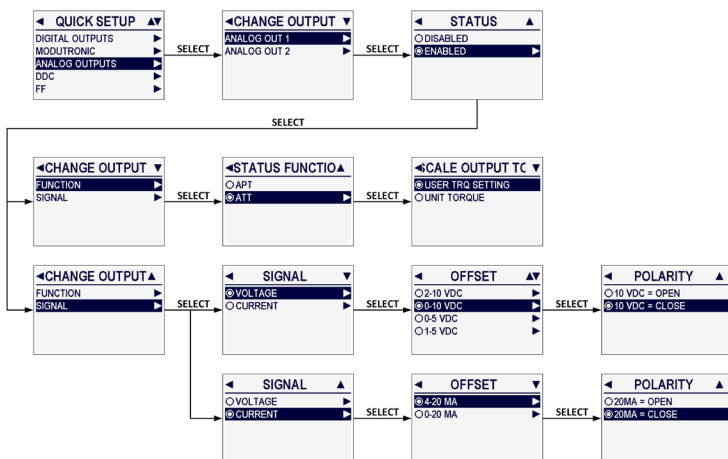 QUICK SETUP
DIGITAL OUTPUTS
MODUTRONIC
ANALOG OUTPUTS
DDC
FF
SELECT
CHANGE OUTPUT
ANALOG OUT 1
ANALOG OUT 2
SELECT
STATUS
DISABLED
ENABLED
SELECT
CHANGE OUTPUT
FUNCTION
SIGNAL
SELECT
STATUS FUNCTIO
APT
ATT
SELECT
SCALE OUTPUT TC
USER TRQ SETTING
UNIT TORQUE
CHANGE OUTPUT
FUNCTION
SIGNAL
SELECT
SIGNAL
VOLTAGE
CURRENT
SELECT
OFFSET
2-10 VDC
0-10 VDC
0-5 VDC
1-5 VDC
SELECT
POLARITY
10 VDC = OPEN
10 VDC = CLOSE
SIGNAL
VOLTAGE
CURRENT
SELECT
OFFSET
4-20 MA
0-20 MA
SELECT
POLARITY
20MA = OPEN
20MA = CLOSE